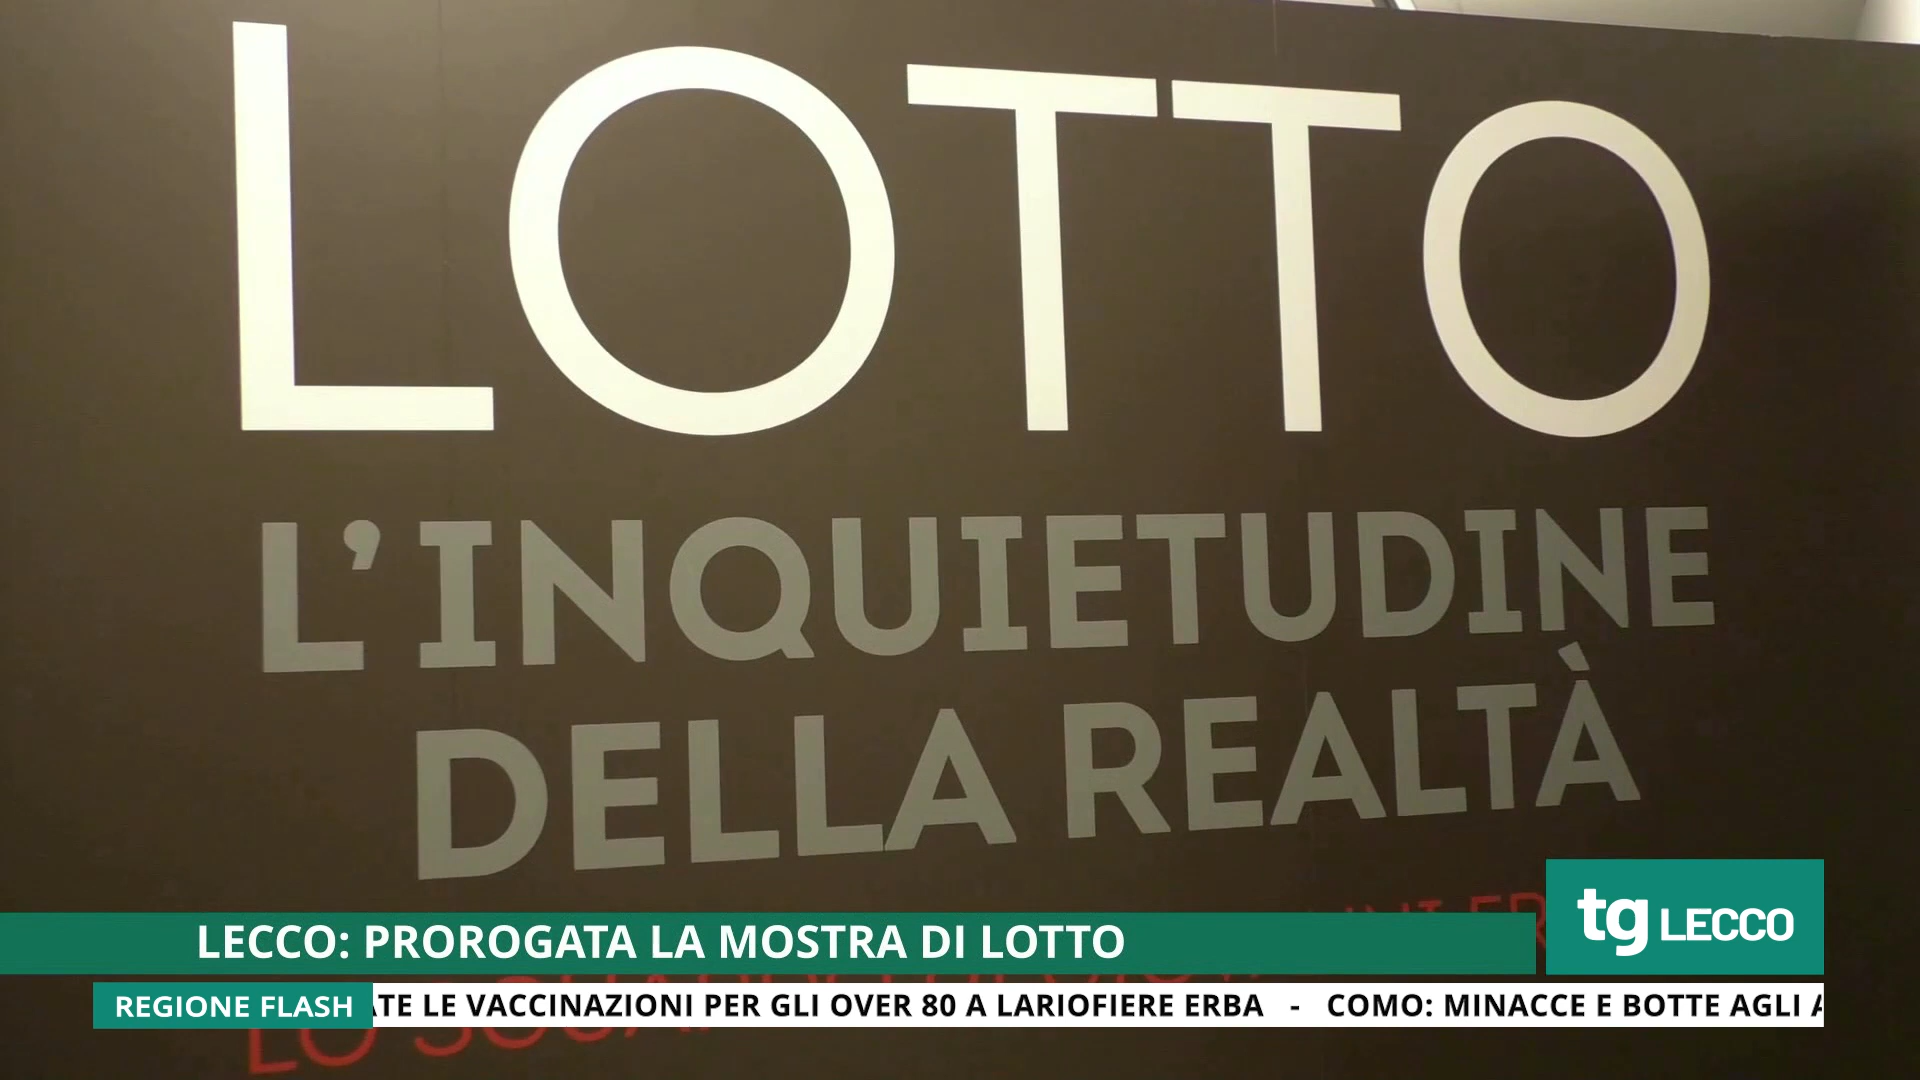 LOTTO
L'INQUIETUDINE
DELLA REALTÀ
LECCO: PROROGATA LA MOSTRA DI LOTTO
tg LECCO
REGIONE FLASH
LE VACCINAZIONI PER GLI OVER 80 A LARIOFIERE ERBA - COMO: MINACCE E BOTTE AGLI
LO